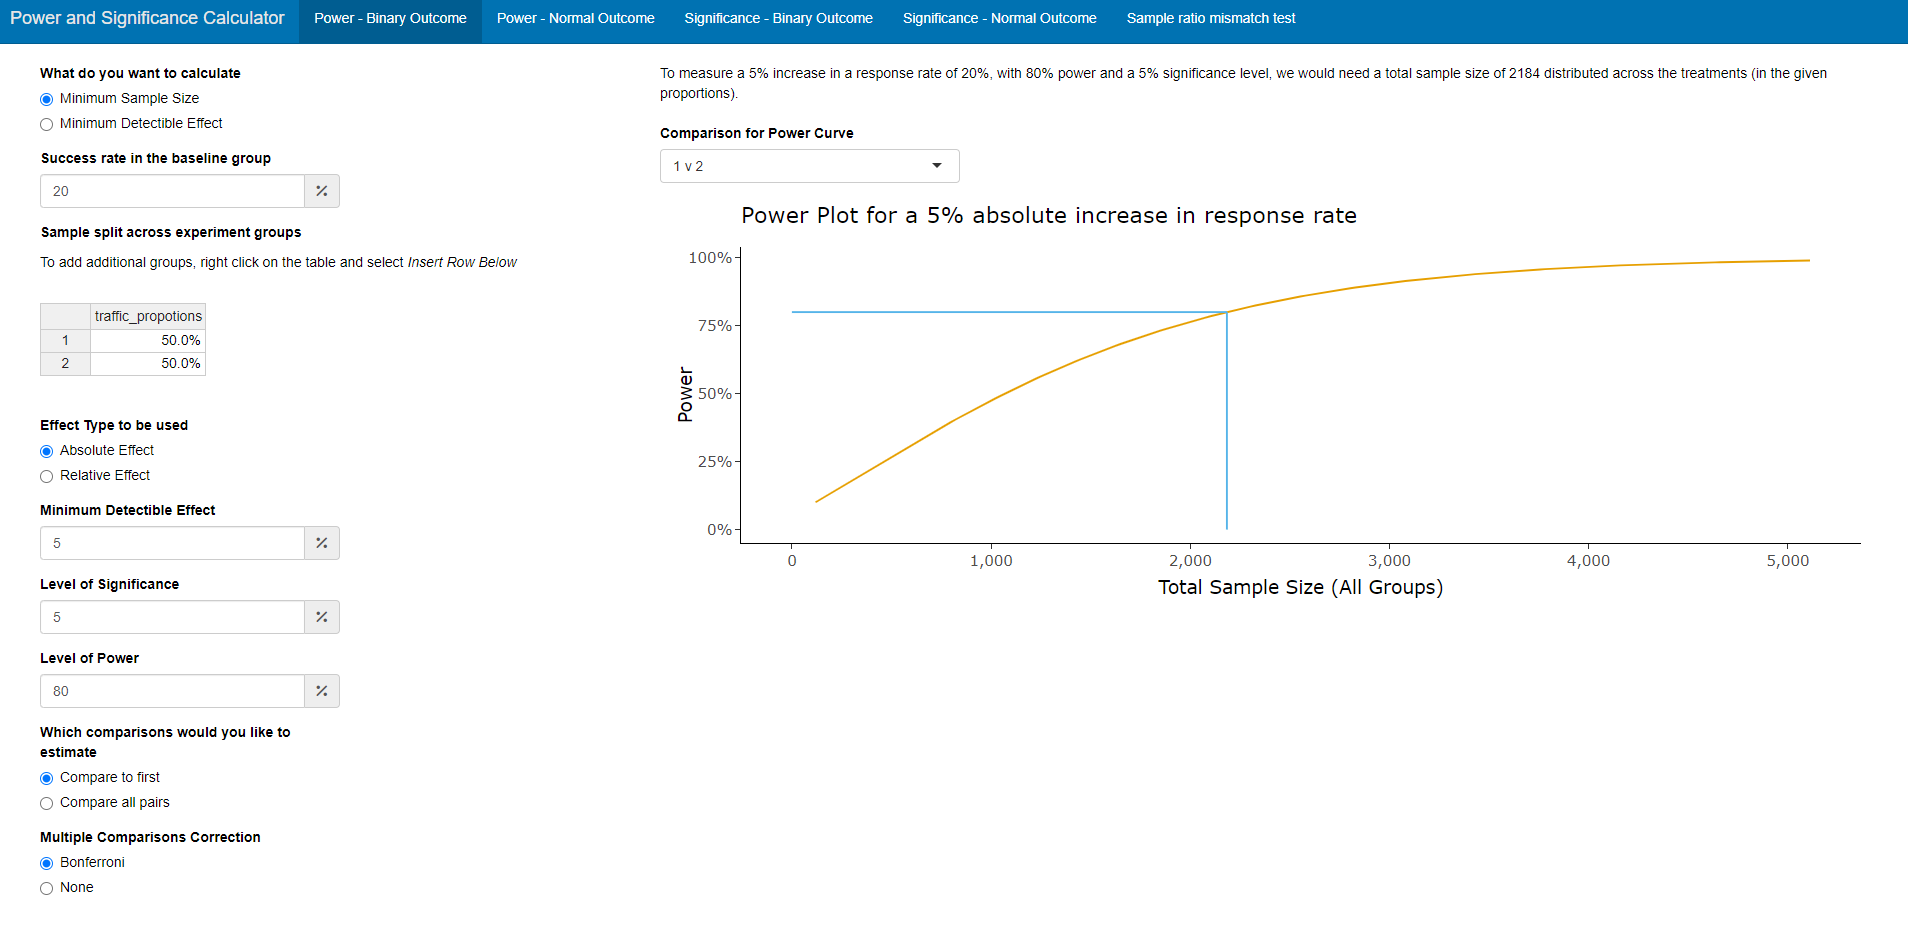 Power and Significance Calculator
Power - Binary Outcome
Power - Normal Outcome
Significance - Binary Outcome
Significance - Normal Outcome
Sample ratio mismatch test
What do you want to calculate
Minimum Sample Size
Minimum Detectible Effect
Success rate in the baseline group
20
%
Sample split across experiment groups
To add additional groups, right click on the table and select Insert Row Below
traffic_propotions
1 50.0%
2 50.0%
Effect Type to be used
Absolute Effect
Relative Effect
Minimum Detectible Effect
5
%
Level of Significance
5
%
Level of Power
80
%
Which comparisons would you like to
estimate
Compare to first
Compare all pairs
Multiple Comparisons Correction
Bonferroni
None
To measure a 5% increase in a response rate of 20%, with 80% power and a 5% significance level, we would need a total sample size of 2184 distributed across the treatments (in the given
proportions).
Comparison for Power Curve
1 v 2
Power Plot for a 5% absolute increase in response rate
100%
75%
50%
25%
0%
Power
0 1,000 2,000 3,000 4,000 5,000
Total Sample Size (All Groups)